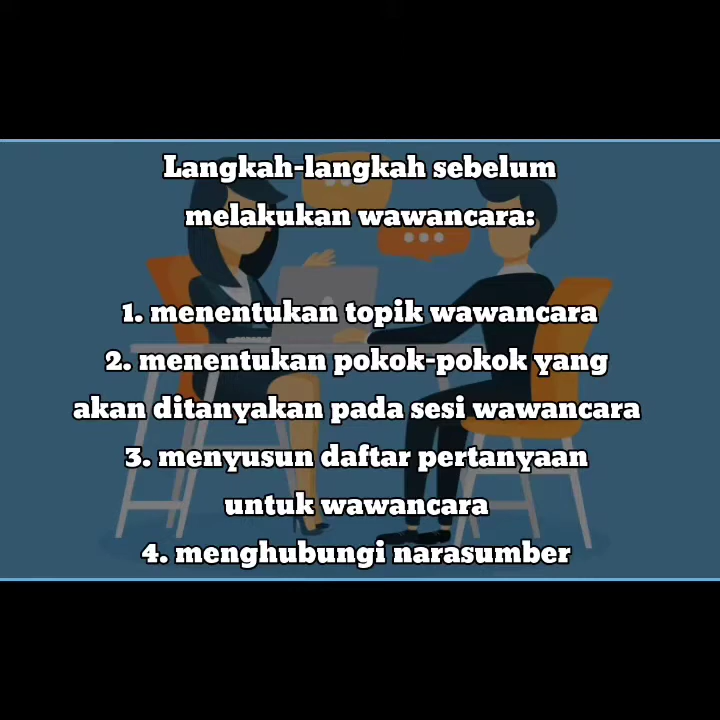 Langkah-langkah sebelum
melakukan wawancara:
1. menentukan topik wawancara
2. menentukan pokok-pokok yang
akan ditanyakan pada sesi wawancara
3. menyusun daftar pertanyaan
untuk wawancara
4. menghubungi narasumber